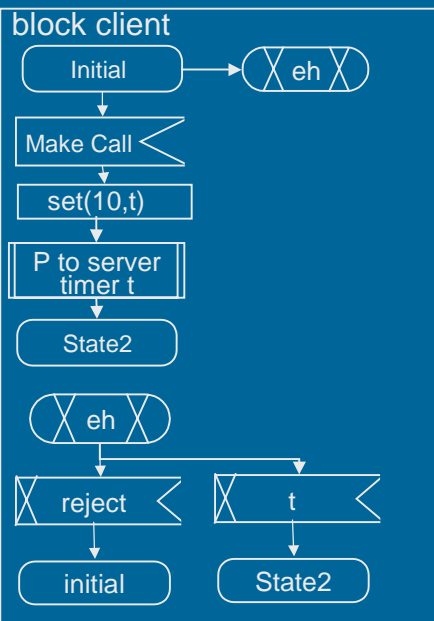 block client
Initial
eh
Make Call
set(10,t)
P to server
timer t
State2
eh
reject
t
initial
State2